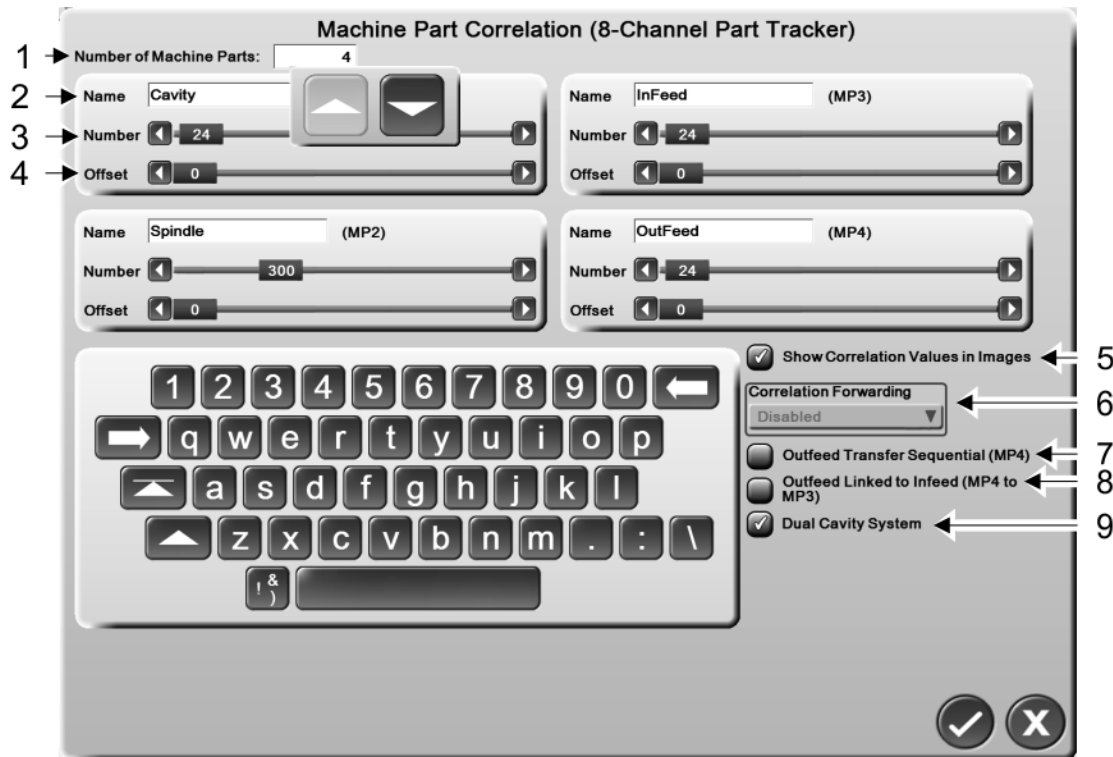 Machine Part Correlation (8-Channel Part Tracker)
1 Number of Machine Parts: 4
2 Name Cavity
3 Number 24
4 Offset 0
Name InFeed (MP3)
Number 24
Offset 0
Name Spindle (MP2)
Number 300
Offset 0
Name OutFeed (MP4)
Number 24
Offset 0
1 2 3 4 5 6 7 8 9 0
q w e r t y u i o p
a s d f g h j k l
z x c v b n m . : \
! & )
Show Correlation Values in Images 5
Correlation Forwarding
Disabled 6
Outfeed Transfer Sequential (MP4) 7
Outfeed Linked to Infeed (MP4 to 8
MP3)
Dual Cavity System 9
X